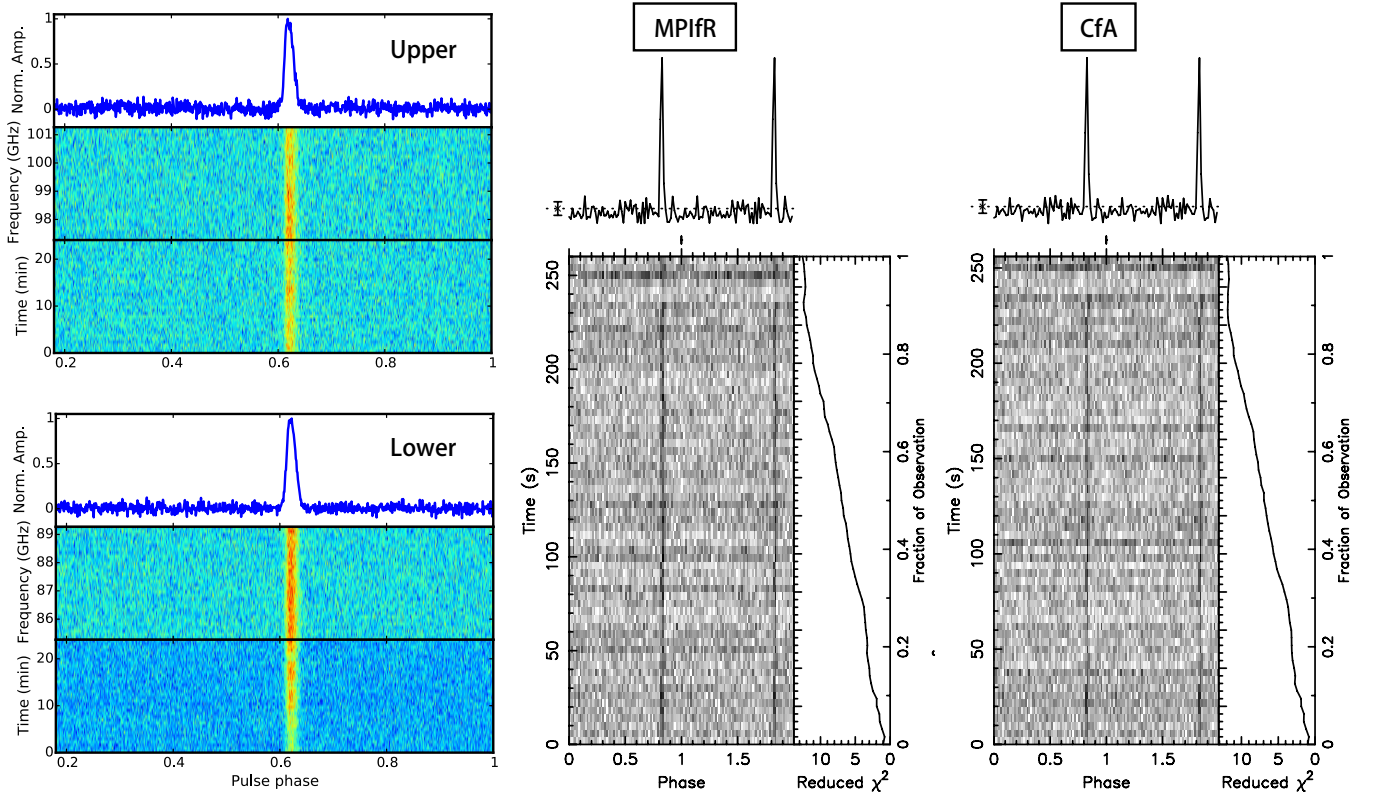 Upper
Norm. Amp.
1
0.5
0
Frequency (GHz)
101
100
99
98
Time (min)
20
10
0
0.2 0.4 0.6 0.8 1
Lower
Norm. Amp.
1
0.5
0
Frequency (GHz)
89
88
87
86
Time (min)
20
10
0
0.2 0.4 0.6 0.8 1
Pulse phase
MPIfR
Time (s)
250
200
150
100
50
0
0 0.5 1 1.5
Phase
10 5 0
Reduced χ²
1
0.8
0.6
0.4
0.2
0
Fraction of Observation
CfA
Time (s)
250
200
150
100
50
0
0 0.5 1 1.5
Phase
10 5 0
Reduced χ²
1
0.8
0.6
0.4
0.2
0
Fraction of Observation